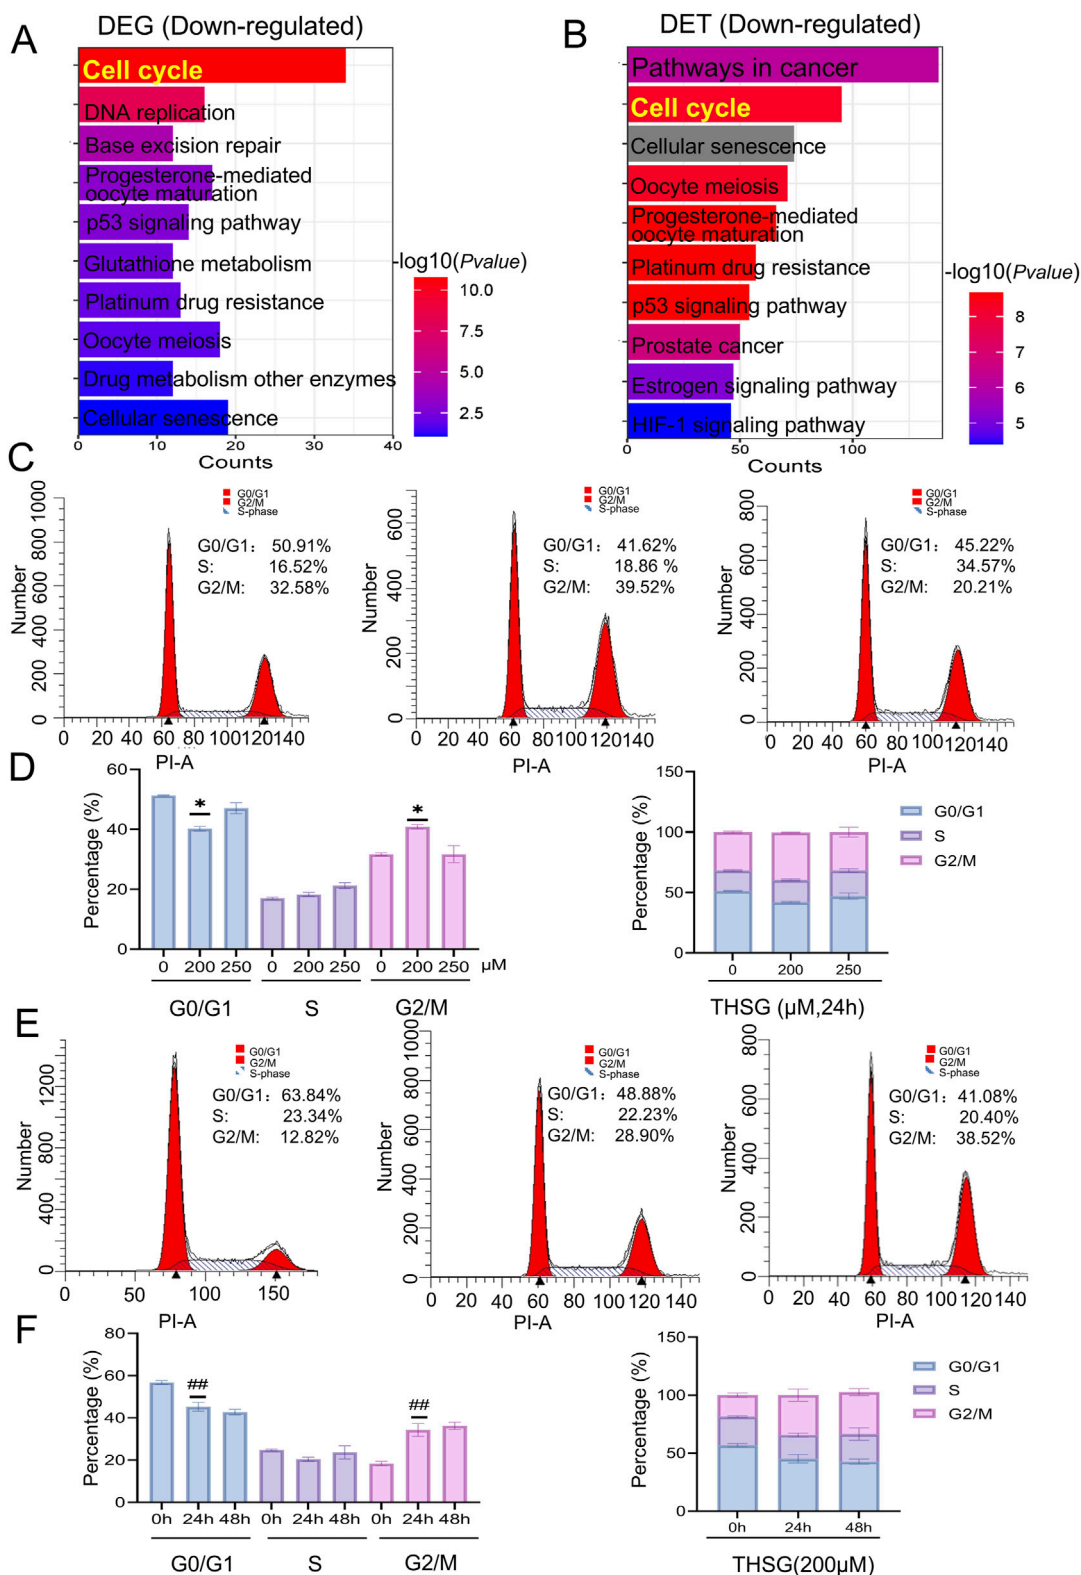 A
DEG (Down-regulated)
Cell cycle
DNA replication
Base excision repair
Progesterone-mediated
oocyte maturation
p53 signaling pathway
Glutathione metabolism
Platinum drug resistance
Oocyte meiosis
Drug metabolism other enzymes
Cellular senescence
0 10 20 30 40
Counts
-log10(Pvalue)
10.0
7.5
5.0
2.5
B
DET (Down-regulated)
Pathways in cancer
Cell cycle
Cellular senescence
Oocyte meiosis
Progesterone-mediated
oocyte maturation
Platinum drug resistance
p53 signaling pathway
Prostate cancer
Estrogen signaling pathway
HIF-1 signaling pathway
0 50 100
Counts
-log10(Pvalue)
8
7
6
5
C
Number
0 200 400 600 800 1000
G0/G1
G2/M
S-phase
G0/G1: 50.91%
S: 16.52%
G2/M: 32.58%
0 20 40 60 80 100 120 140
PI-A
Number
0 200 400 600
G0/G1
G2/M
S-phase
G0/G1: 41.62%
S: 18.86 %
G2/M: 39.52%
0 20 40 60 80 100 120 140
PI-A
Number
0 200 400 600 800
G0/G1
G2/M
S-phase
G0/G1: 45.22%
S: 34.57%
G2/M: 20.21%
0 20 40 60 80 100 120 140
D
Percentage (%)
60
40
20
0
* *
0 200 250 0 200 250 0 200 250 μM
G0/G1 S G2/M
Percentage (%)
150
100
50
0
G0/G1
S
G2/M
0 200 250
THSG (μM,24h)
E
Number
0 400 800 1200
G0/G1
G2/M
S-phase
G0/G1: 63.84%
S: 23.34%
G2/M: 12.82%
0 50 100 150
PI-A
Number
0 200 400 600 800 1000
G0/G1
G2/M
S-phase
G0/G1: 48.88%
S: 22.23%
G2/M: 28.90%
0 20 40 60 80 100 120 140
PI-A
Number
0 200 400 600 800
G0/G1
G2/M
S-phase
G0/G1: 41.08%
S: 20.40%
G2/M: 38.52%
0 20 40 60 80 100 120 140
F
Percentage (%)
80
60
40
20
0
## ##
0h 24h 48h 0h 24h 48h 0h 24h 48h
G0/G1 S G2/M
Percentage (%)
150
100
50
0
G0/G1
S
G2/M
0h 24h 48h
THSG(200μM)